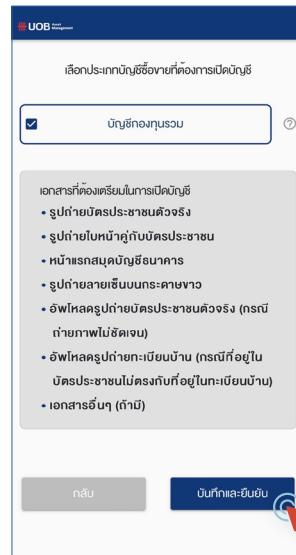 UOB Asset Management
เลือกประเภทบัญชีซื้อขายที่ต้องการเปิดบัญชี
บัญชีกองทุนรวม ?
เอกสารที่ต้องเตรียมในการเปิดบัญชี
• รูปถ่ายบัตรประชาชนตัวจริง
• รูปถ่ายใบหน้าคู่กับบัตรประชาชน
• หน้าแรกสมุดบัญชีธนาคาร
• รูปถ่ายลายเซ็นบนกระดาษขาว
• อัพโหลดรูปถ่ายบัตรประชาชนตัวจริง (กรณี
ถ่ายภาพไม่ชัดเจน)
• อัพโหลดรูปถ่ายทะเบียนบ้าน (กรณีที่อยู่ใน
บัตรประชาชนไม่ตรงกับที่อยู่ในทะเบียนบ้าน)
• เอกสารอื่นๆ (ถ้ามี)
กลับ บันทึกและยืนยัน